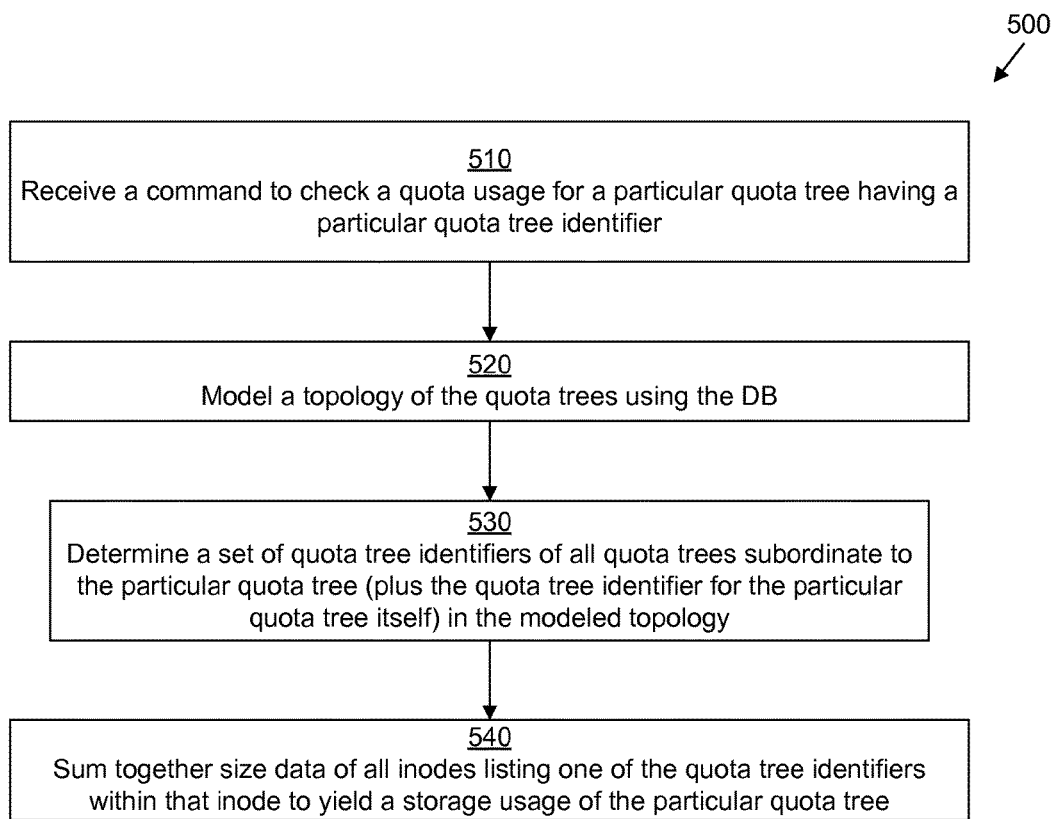 500
510
Receive a command to check a quota usage for a particular quota tree having a
particular quota tree identifier
520
Model a topology of the quota trees using the DB
530
Determine a set of quota tree identifiers of all quota trees subordinate to
the particular quota tree (plus the quota tree identifier for the particular
quota tree itself) in the modeled topology
540
Sum together size data of all inodes listing one of the quota tree identifiers
within that inode to yield a storage usage of the particular quota tree